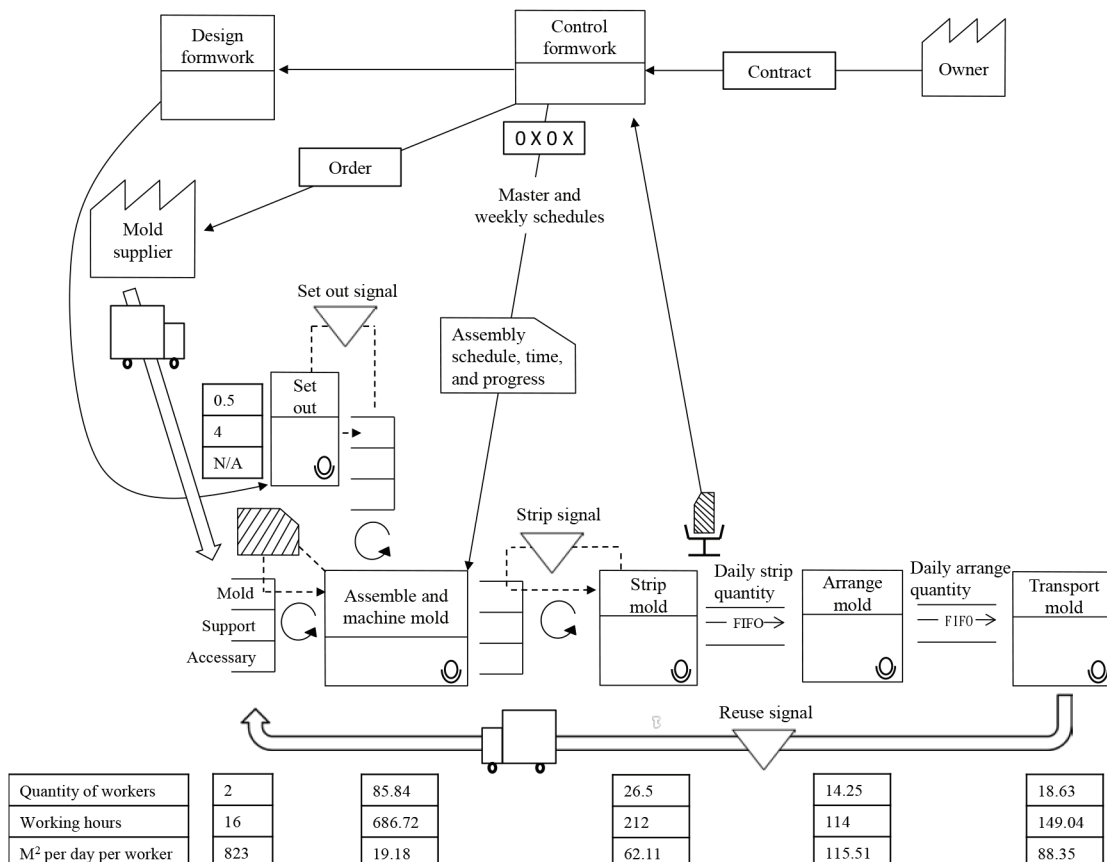 Design
formwork
Control
formwork
Contract
Owner
0 X 0 X
Order
Master and
weekly schedules
Mold
supplier
Set out signal
Assembly
schedule, time,
and progress
Set
out
0.5
4
N/A
Strip signal
Mold
Support
Accessary
Assemble and
machine mold
Strip
mold
Daily strip
quantity
FIFO
Arrange
mold
Daily arrange
quantity
FIFO
Transport
mold
Reuse signal
Quantity of workers 2 85.84 26.5 14.25 18.63
Working hours 16 686.72 212 114 149.04
M² per day per worker 823 19.18 62.11 115.51 88.35